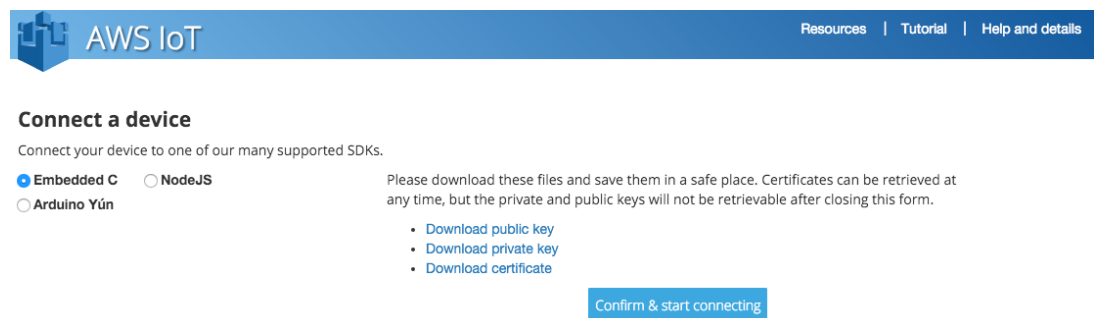 AWS IoT
Resources | Tutorial | Help and details
Connect a device
Connect your device to one of our many supported SDKs.
Embedded C NodeJS
Arduino Yún
Please download these files and save them in a safe place. Certificates can be retrieved at
any time, but the private and public keys will not be retrievable after closing this form.
• Download public key
• Download private key
• Download certificate
Confirm & start connecting